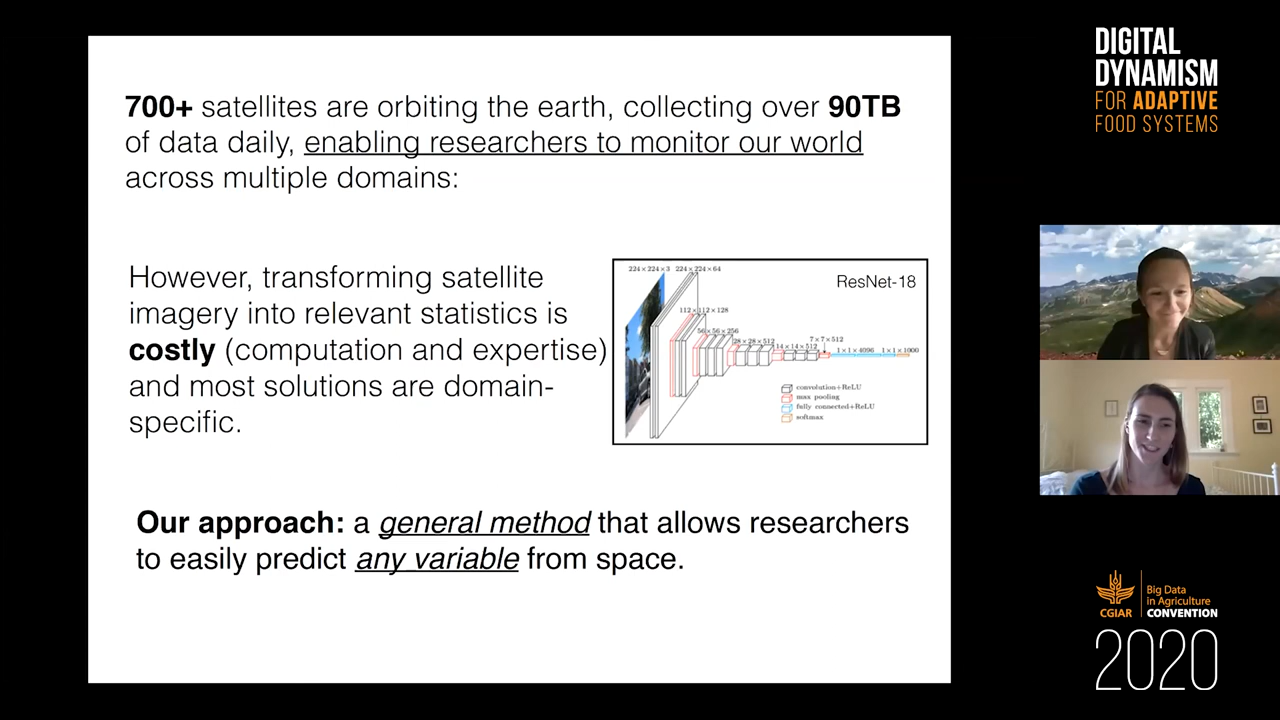 700+ satellites are orbiting the earth, collecting over 90TB
of data daily, enabling researchers to monitor our world
across multiple domains:
However, transforming satellite
imagery into relevant statistics is
costly (computation and expertise)
and most solutions are domain-
specific.
ResNet-18
224×224×3 224×224×64
112×112×128
56×56×256
28×28×512
14×14×512
7×7×512
1×1×4096 1×1×1000
convolution+ReLU
max pooling
fully connected+ReLU
softmax
Our approach: a general method that allows researchers
to easily predict any variable from space.
DIGITAL
DYNAMISM
FOR ADAPTIVE
FOOD SYSTEMS
CGIAR
Big Data
in Agriculture
CONVENTION
2020